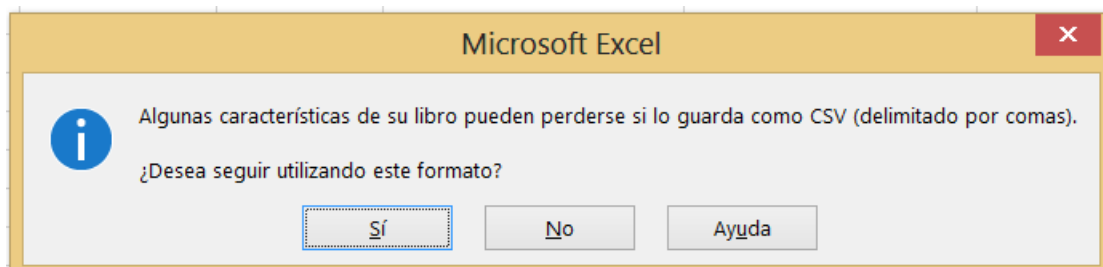 Microsoft Excel
Algunas características de su libro pueden perderse si lo guarda como CSV (delimitado por comas).
¿Desea seguir utilizando este formato?
Sí No Ayuda